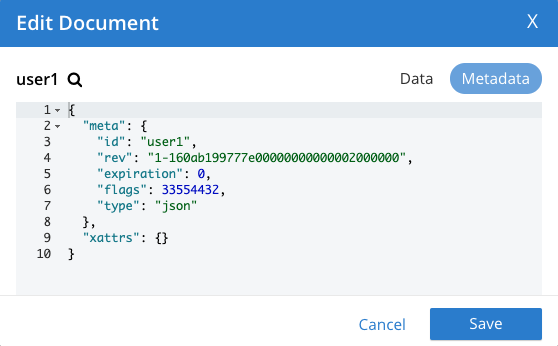 Edit Document X
user1 Data Metadata
1 {
2 "meta": {
3 "id": "user1",
4 "rev": "1-160ab199777e00000000000002000000",
5 "expiration": 0,
6 "flags": 33554432,
7 "type": "json"
8 },
9 "xattrs": {}
10 }
Cancel Save